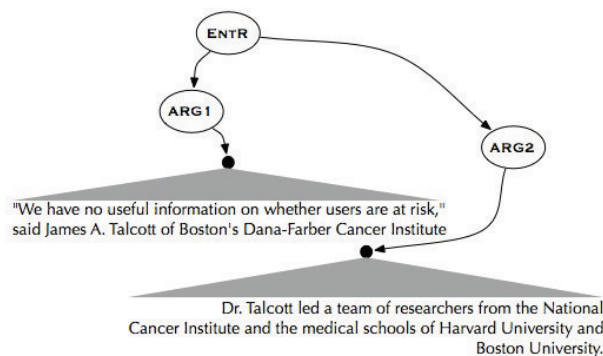 ENTR
ARG1
ARG2
"We have no useful information on whether users are at risk,"
said James A. Talcott of Boston's Dana-Farber Cancer Institute
Dr. Talcott led a team of researchers from the National
Cancer Institute and the medical schools of Harvard University and
Boston University.